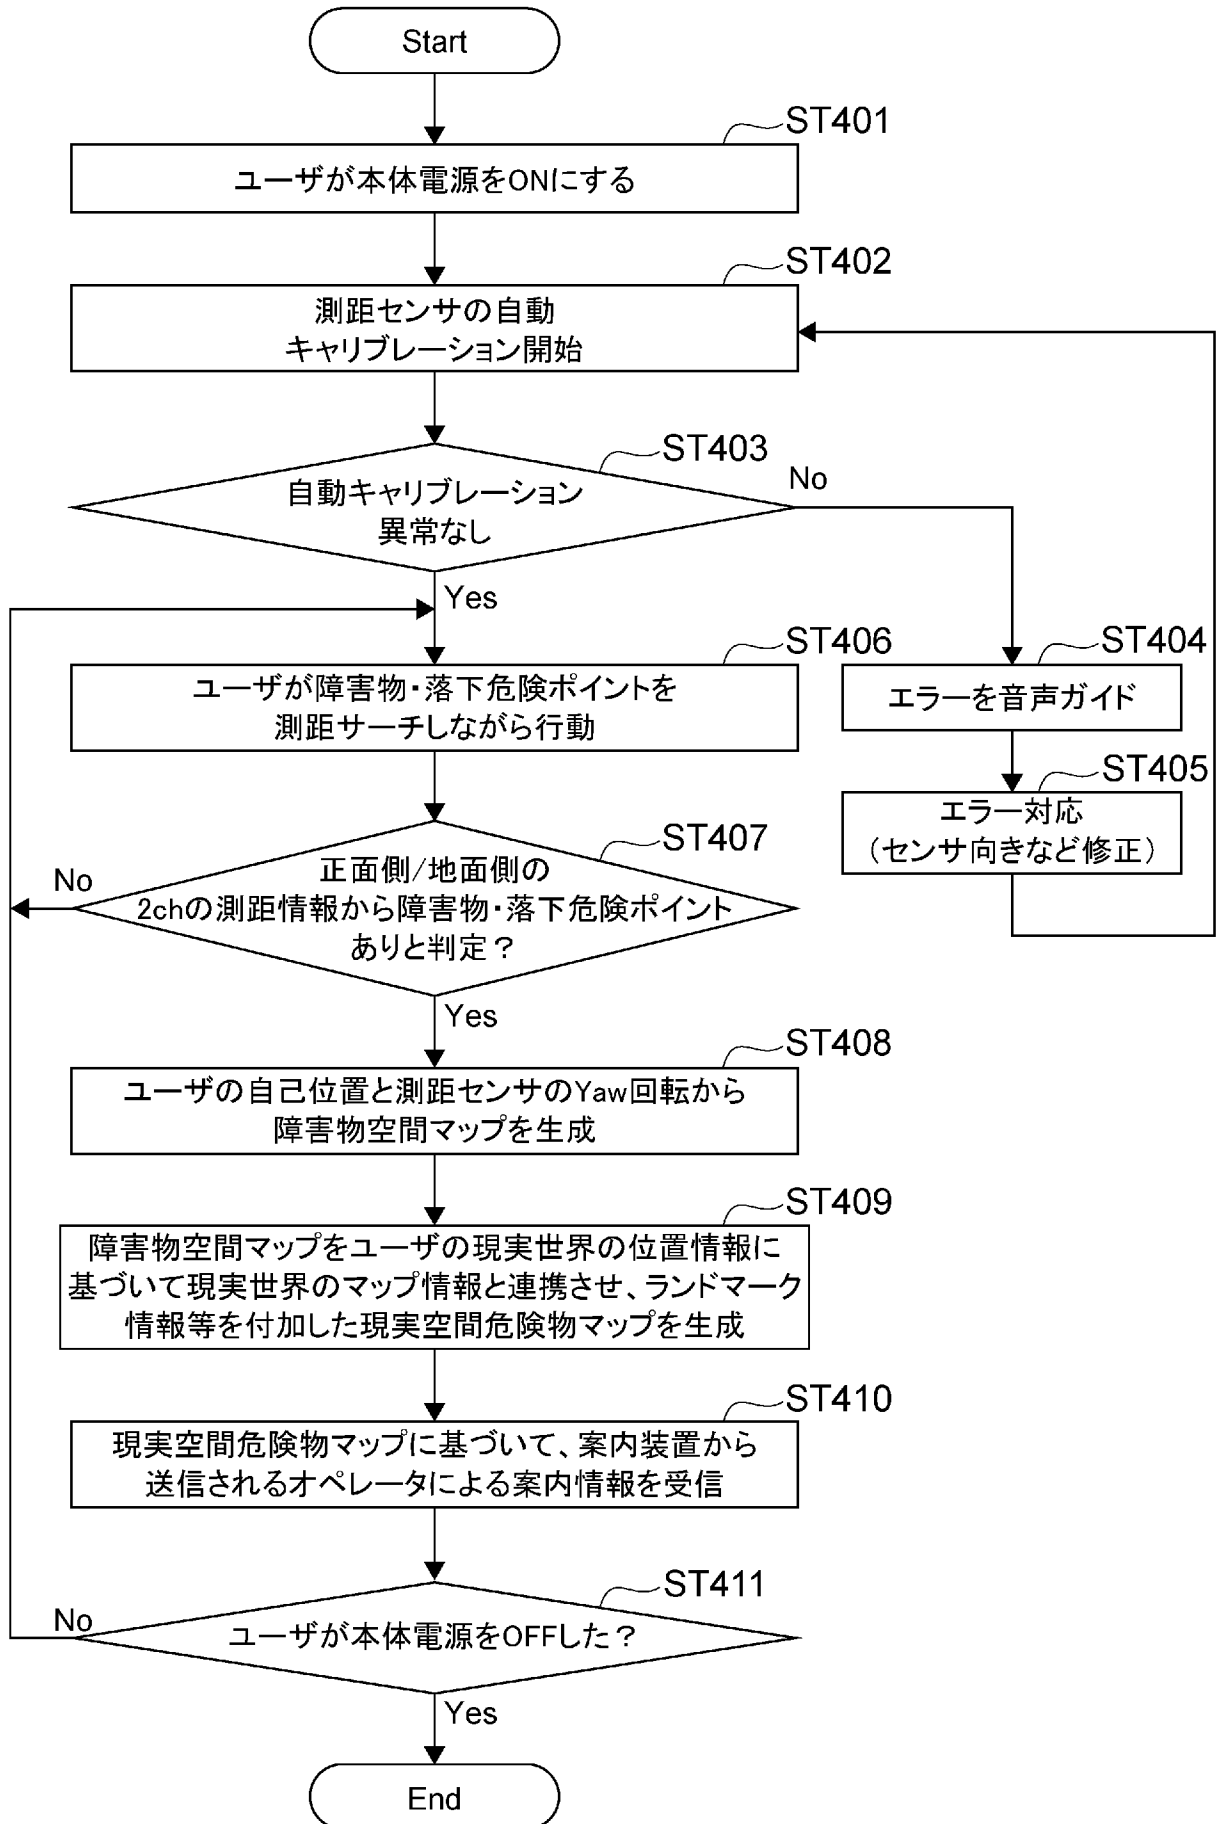 Start
ST401
ユーザが本体電源をONにする
ST402
測距センサの自動
キャリブレーション開始
ST403
自動キャリブレーション
異常なし
No
Yes
ST404
エラーを音声ガイド
ST405
エラー対応
(センサ向きなど修正)
ST406
ユーザが障害物・落下危険ポイントを
測距サーチしながら行動
ST407
正面側/地面側の
2chの測距情報から障害物・落下危険ポイント
ありと判定？
No
Yes
ST408
ユーザの自己位置と測距センサのYaw回転から
障害物空間マップを生成
ST409
障害物空間マップをユーザの現実世界の位置情報に
基づいて現実世界のマップ情報と連携させ、ランドマーク
情報等を付加した現実空間危険物マップを生成
ST410
現実空間危険物マップに基づいて、案内装置から
送信されるオペレータによる案内情報を受信
ST411
ユーザが本体電源をOFFした？
No
Yes
End